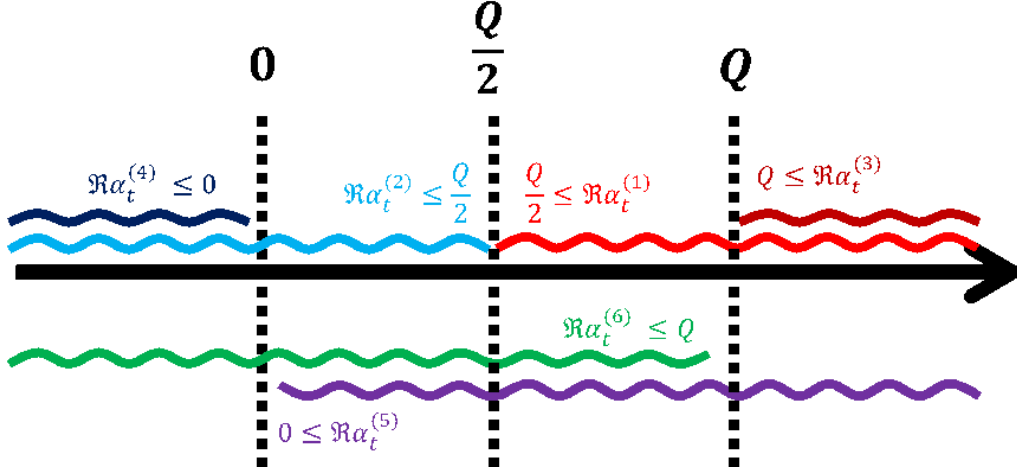 0
Q/2
Q
ℜα_t^(4) ≤ 0
ℜα_t^(2) ≤ Q/2
Q/2 ≤ ℜα_t^(1)
Q ≤ ℜα_t^(3)
ℜα_t^(6) ≤ Q
0 ≤ ℜα_t^(5)